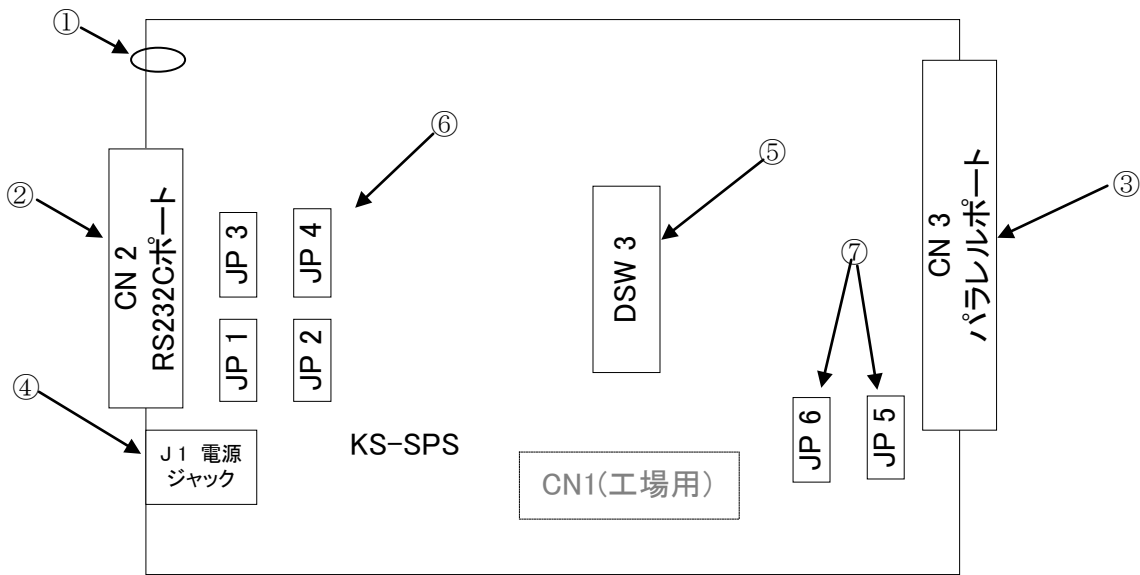 ①
⑥
⑤
②
③
CN 2
RS232Cポート
JP 3
JP 4
DSW 3
CN 3
パラレルポート
⑦
JP 1
JP 2
④
JP 6
JP 5
J1 電源
ジャック
KS-SPS
CN1(工場用)